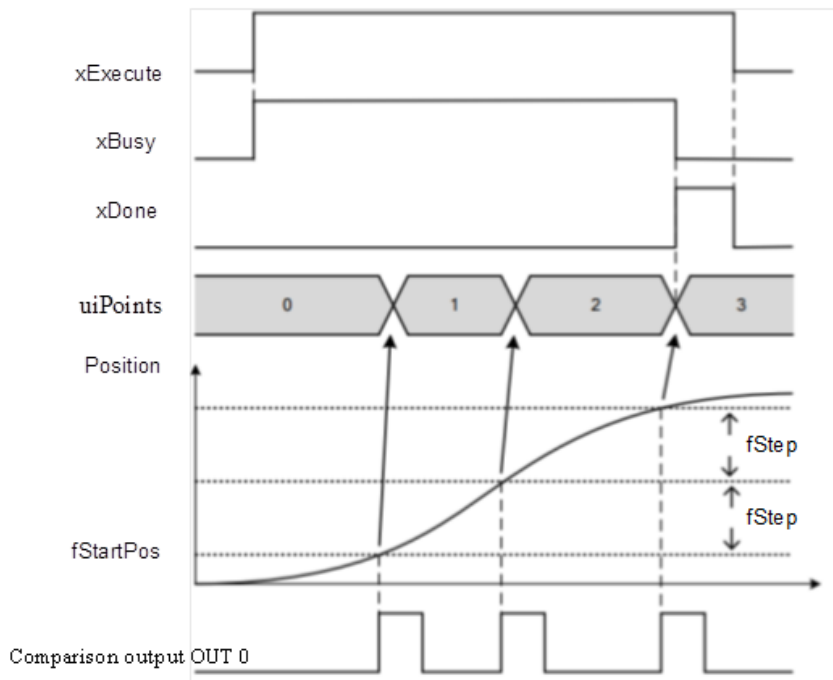 xExecute
xBusy
xDone
uiPoints
0
1
2
3
Position
fStep
fStep
fStartPos
Comparison output OUT 0